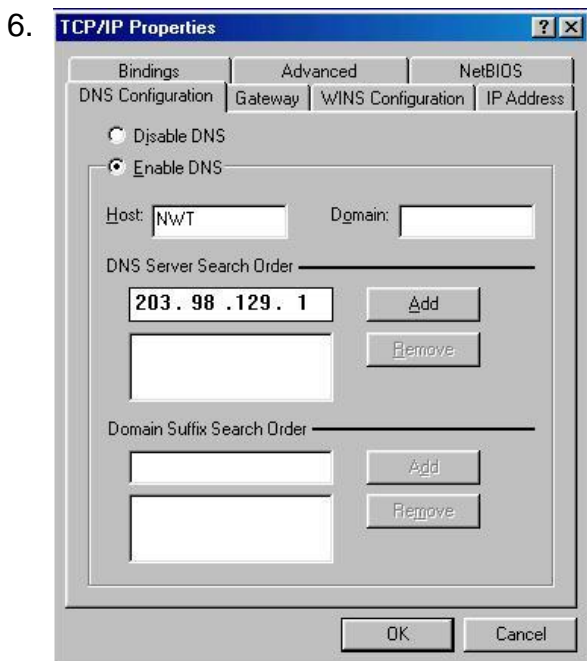 6.
TCP/IP Properties
Bindings Advanced NetBIOS
DNS Configuration Gateway WINS Configuration IP Address
Disable DNS
Enable DNS
Host: NWT Domain:
DNS Server Search Order
203 . 98 .129 . 1 Add
Remove
Domain Suffix Search Order
Add
Remove
OK Cancel